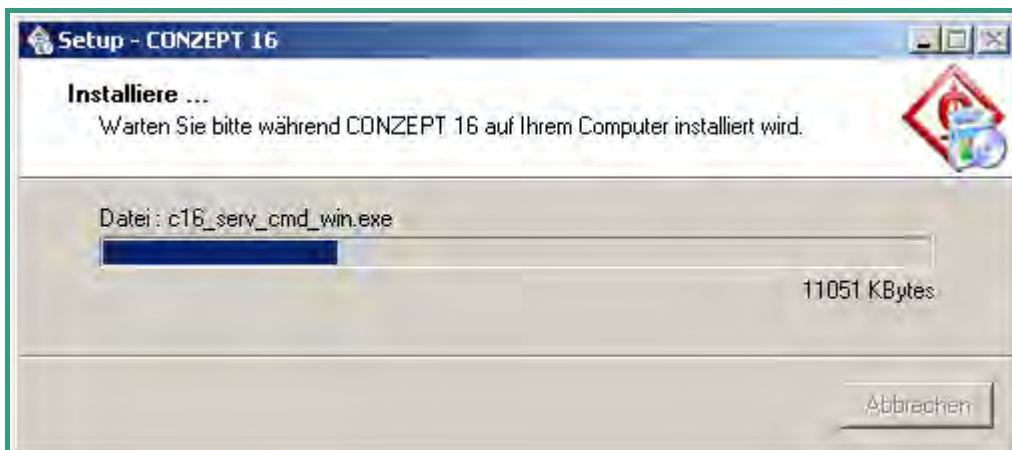 Setup - CONZEPT 16
Installiere ...
Warten Sie bitte während CONZEPT 16 auf Ihrem Computer installiert wird.
Datei : c16_serv_cmd_win.exe
11051 KBytes
Abbrechen